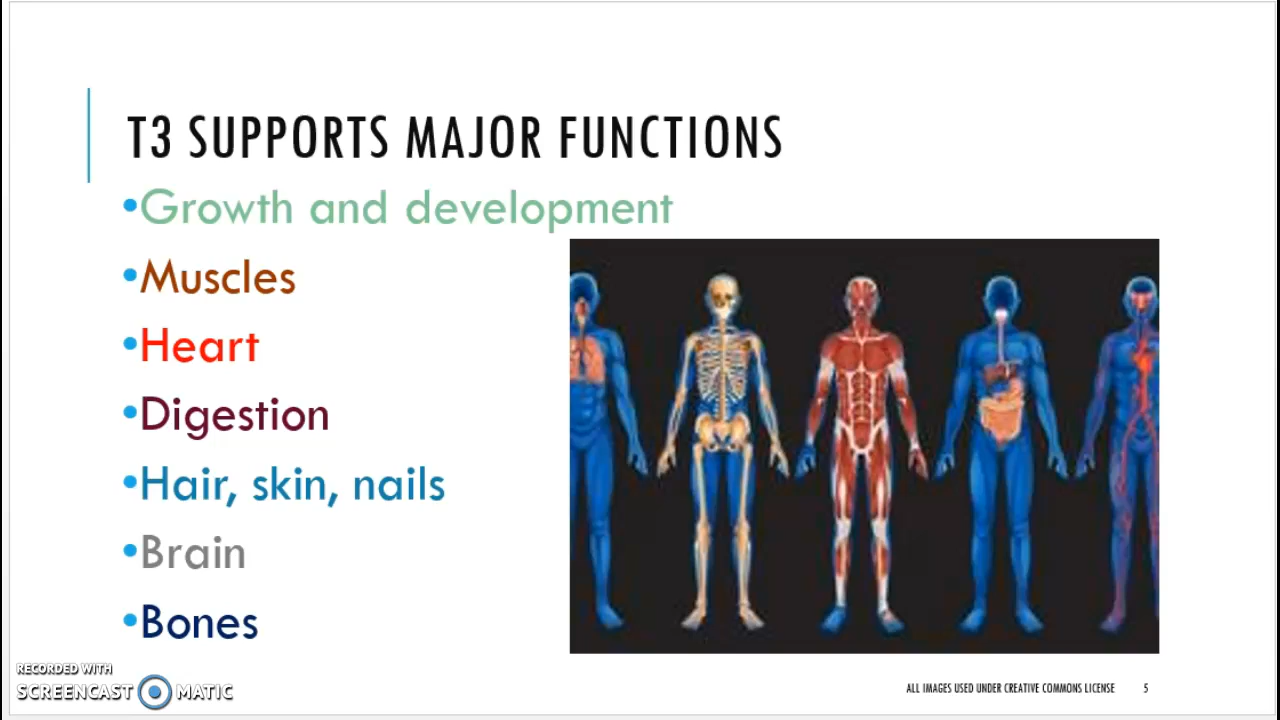 T3 SUPPORTS MAJOR FUNCTIONS
•Growth and development
•Muscles
•Heart
•Digestion
•Hair, skin, nails
•Brain
•Bones
RECORDED WITH
SCREENCAST MATIC
ALL IMAGES USED UNDER CREATIVE COMMONS LICENSE 5